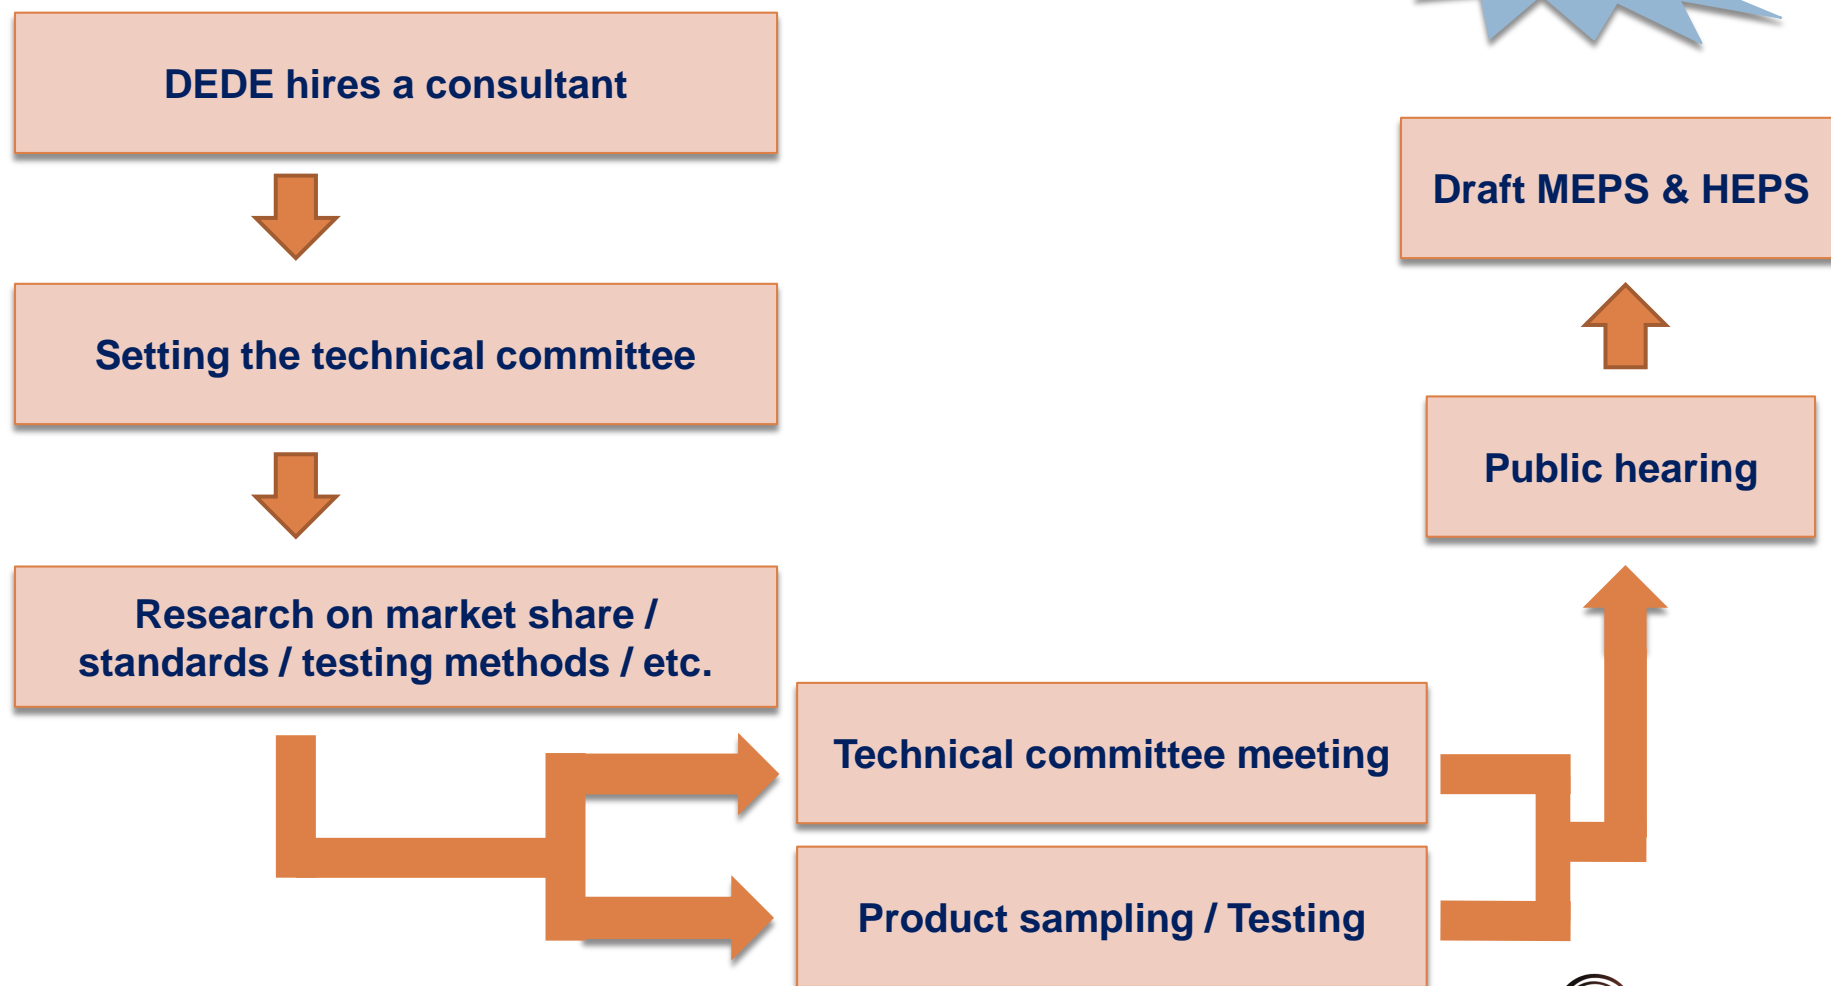 DEDE hires a consultant
Setting the technical committee
Research on market share /
standards / testing methods / etc.
Technical committee meeting
Product sampling / Testing
Public hearing
Draft MEPS & HEPS